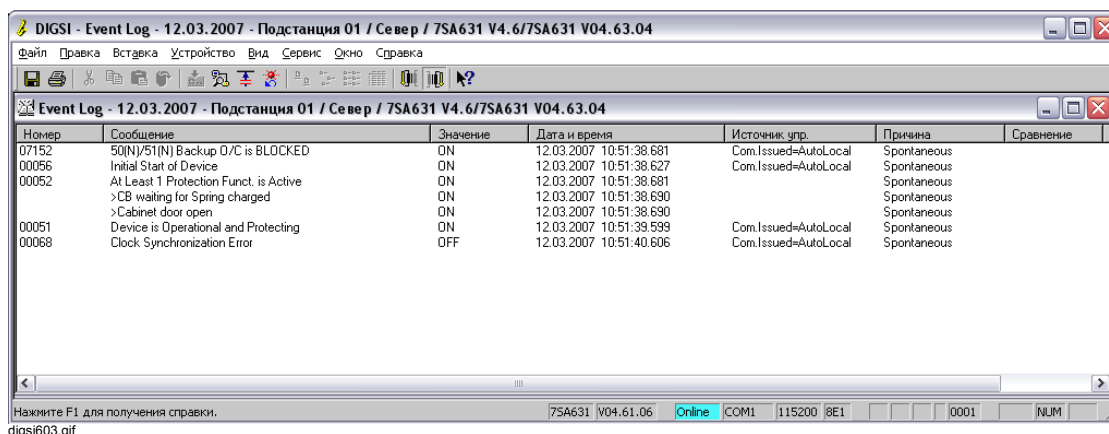 DIGSI - Event Log - 12.03.2007 - Подстанция 01 / Север / 7SA631 V4.6/7SA631 V04.63.04
Файл Правка Вставка Устройство Вид Сервис Окно Справка
Event Log - 12.03.2007 - Подстанция 01 / Север / 7SA631 V4.6/7SA631 V04.63.04
Номер Сообщение Значение Дата и время Источник упр. Причина Сравнение
07152 50(N)/51(N) Backup O/C is BLOCKED ON 12.03.2007 10:51:38.681 Com.Issued=AutoLocal Spontaneous
00056 Initial Start of Device ON 12.03.2007 10:51:38.627 Com.Issued=AutoLocal Spontaneous
00052 At Least 1 Protection Funct. is Active ON 12.03.2007 10:51:38.681 Spontaneous
>CB waiting for Spring charged ON 12.03.2007 10:51:38.690 Spontaneous
>Cabinet door open ON 12.03.2007 10:51:38.690 Spontaneous
00051 Device is Operational and Protecting ON 12.03.2007 10:51:39.599 Com.Issued=AutoLocal Spontaneous
00068 Clock Synchronization Error OFF 12.03.2007 10:51:40.606 Com.Issued=AutoLocal Spontaneous
Нажмите F1 для получения справки. 7SA631 V04.61.06 Online COM1 115200 8E1 0001 NUM
digsi603.gif